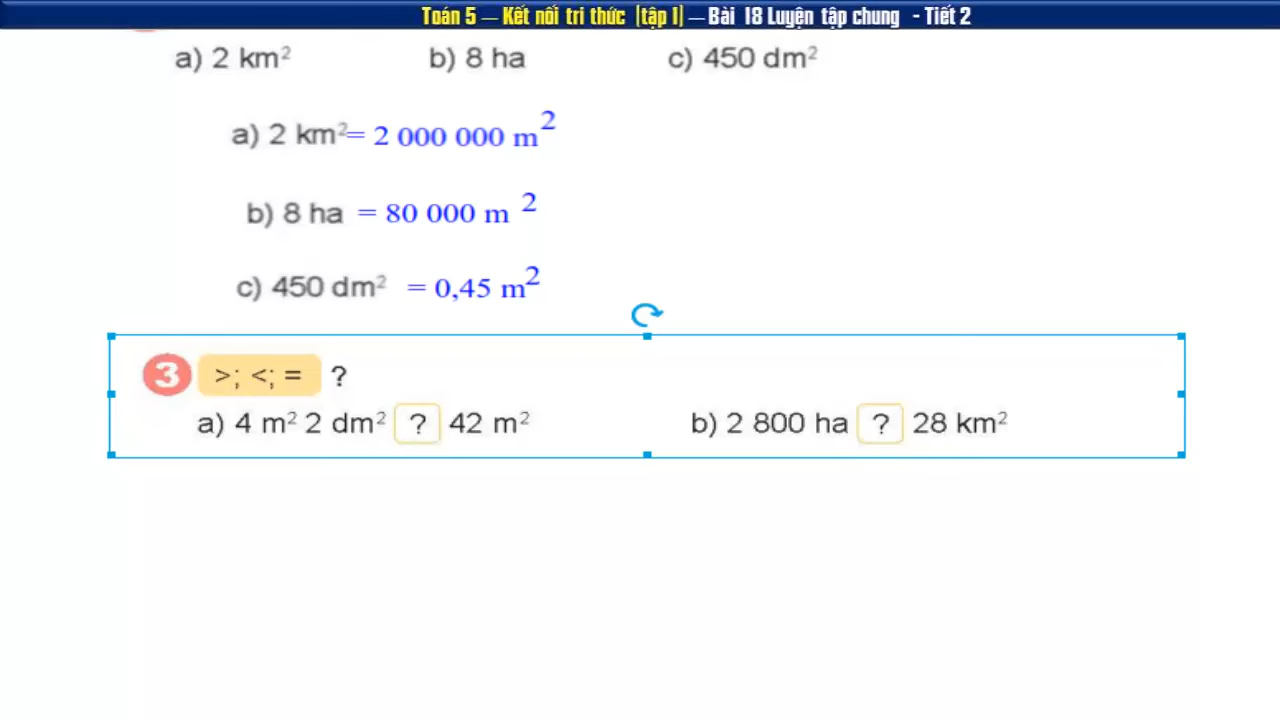 Toán 5 – Kết nối tri thức (tập 1) – Bài 18 Luyện tập chung - Tiết 2
a) 2 km² b) 8 ha c) 450 dm²
a) 2 km² = 2 000 000 m²
b) 8 ha = 80 000 m²
c) 450 dm² = 0,45 m²
3 >; <; = ?
a) 4 m² 2 dm² ? 42 m² b) 2 800 ha ? 28 km²